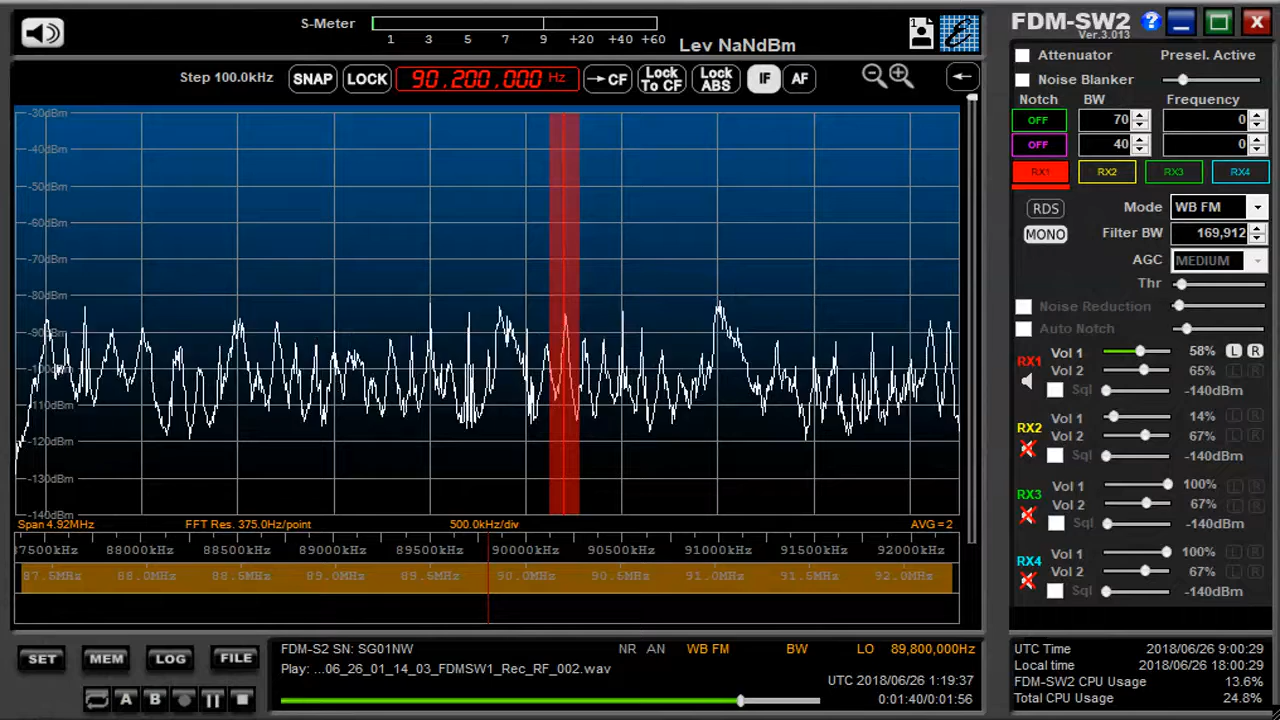 S-Meter
1 3 5 7 9 +20 +40 +60
Lev NaNdBm
1
FDM-SW2
Ver.3.013
?
X
Step 100.0kHz
SNAP
LOCK
90,200,000 Hz
→CF
Lock To CF
Lock ABS
IF
AF
Attenuator
Presel. Active
Noise Blanker
Notch BW Frequency
OFF 70 0
OFF 40 0
RX1 RX2 RX3 RX4
RDS
Mode WB FM
MONO
Filter BW 169,912
AGC MEDIUM
Thr
Noise Reduction
Auto Notch
RX1
Vol 1 58% L R
Vol 2 65% L R
Sql -140dBm
RX2
Vol 1 14% L R
Vol 2 67% L R
Sql -140dBm
RX3
Vol 1 100% L R
Vol 2 67% L R
Sql -140dBm
RX4
Vol 1 100% L R
Vol 2 67% L R
Sql -140dBm
-30dBm
-40dBm
-50dBm
-60dBm
-70dBm
-80dBm
-90dBm
-100dBm
-110dBm
-120dBm
-130dBm
-140dBm
Span 4.92MHz FFT Res. 375.0Hz/point 500.0kHz/div AVG=2
87500kHz 88000kHz 88500kHz 89000kHz 89500kHz 90000kHz 90500kHz 91000kHz 91500kHz 92000kHz
87.5MHz 88.0MHz 88.5MHz 89.0MHz 89.5MHz 90.0MHz 90.5MHz 91.0MHz 91.5MHz 92.0MHz
SET MEM LOG FILE
A B
FDM-S2 SN: SG01NW NR AN WB FM BW LO 89,800,000Hz
Play: ...06_26_01_14_03_FDMSW1_Rec_RF_002.wav
UTC 2018/06/26 1:19:37
0:01:40/0:01:56
UTC Time 2018/06/26 9:00:29
Local time 2018/06/26 18:00:29
FDM-SW2 CPU Usage 13.6%
Total CPU Usage 24.8%